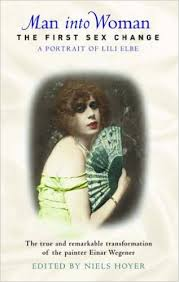 Man into Woman
THE FIRST SEX CHANGE
A PORTRAIT OF LILI ELBE
The true and remarkable transformation
of the painter Einar Wegener
EDITED BY NIELS HOYER